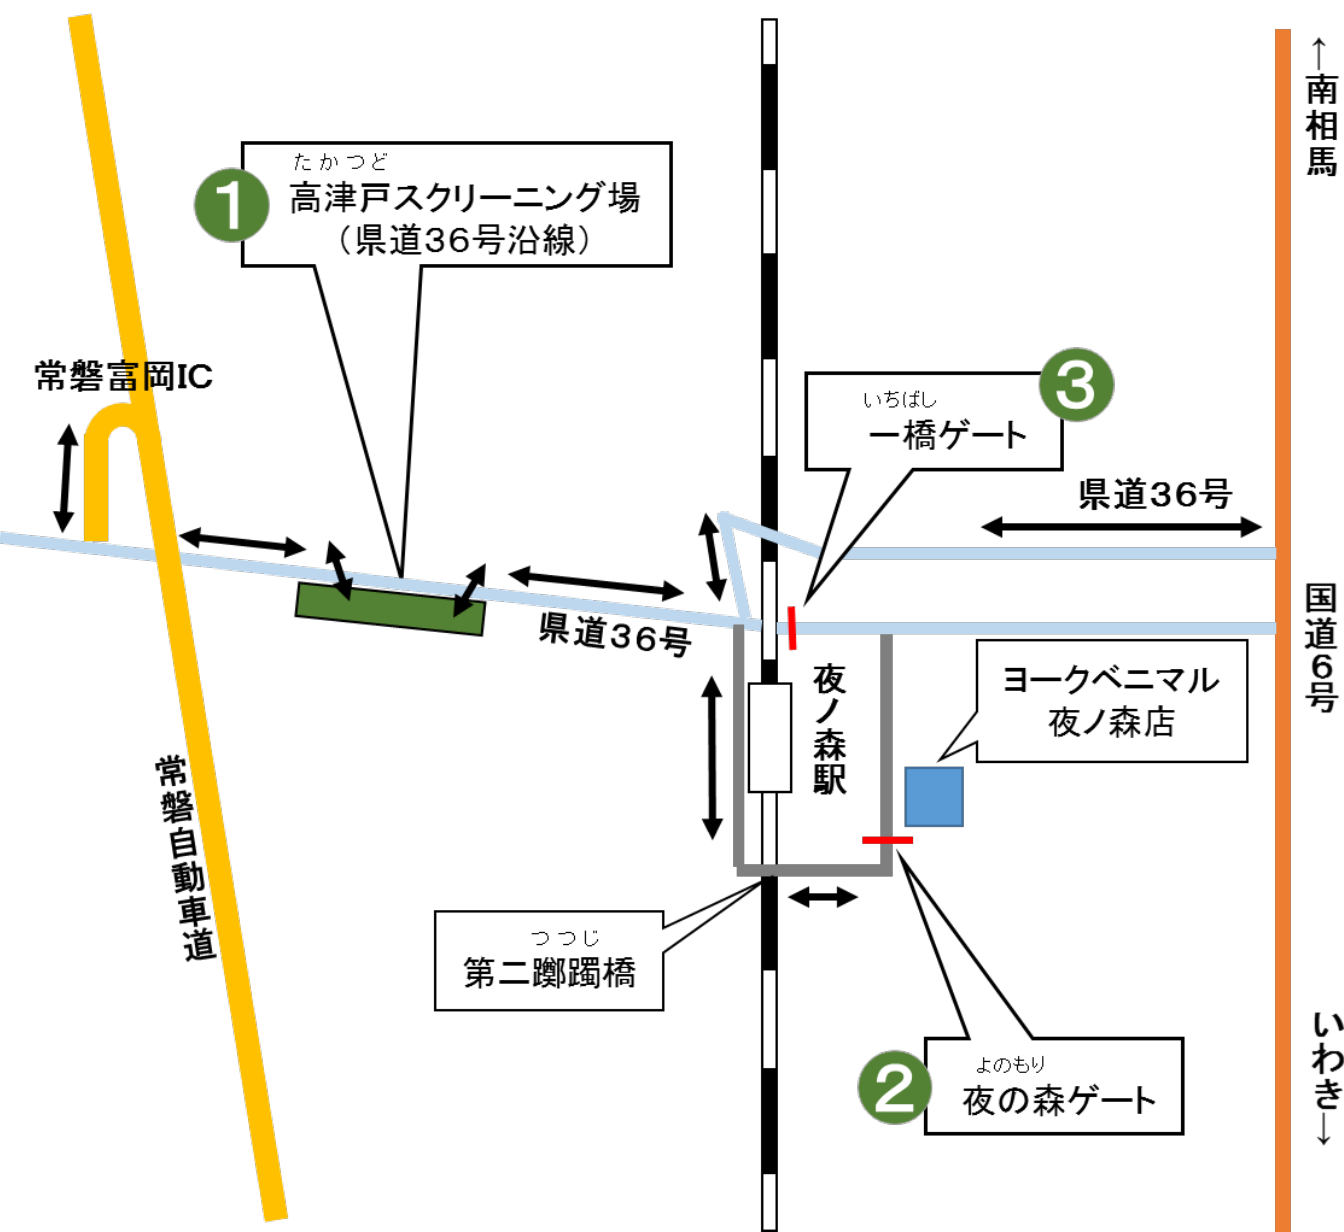 ↑南相馬
たかつど
1
高津戸スクリーニング場
（県道36号沿線）
常磐富岡IC
3
いちばし
一橋ゲート
県道36号
県道36号
国道6号
夜ノ森駅
ヨークベニマル
夜ノ森店
常磐自動車道
つつじ
第二躑躅橋
よのもり
2
夜の森ゲート
いわき↓